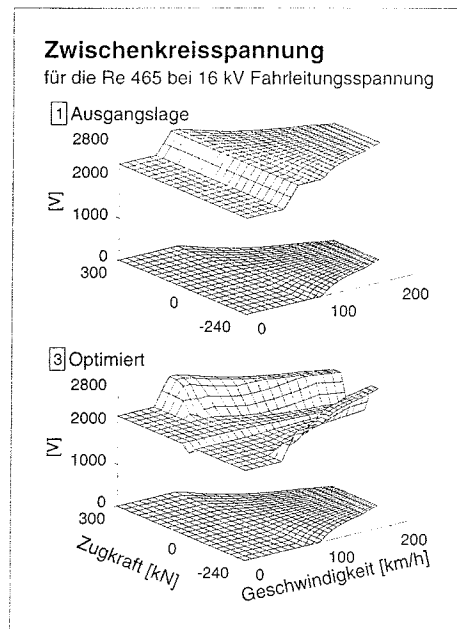 Zwischenkreisspannung
für die Re 465 bei 16 kV Fahrleitungsspannung
1 Ausgangslage
2800
2000
[V]
1000
0
300
0
-240
0
100
200
3 Optimiert
2800
2000
[V]
1000
0
300
Zugkraft [kN]
0
-240
0
100
200
Geschwindigkeit [km/h]